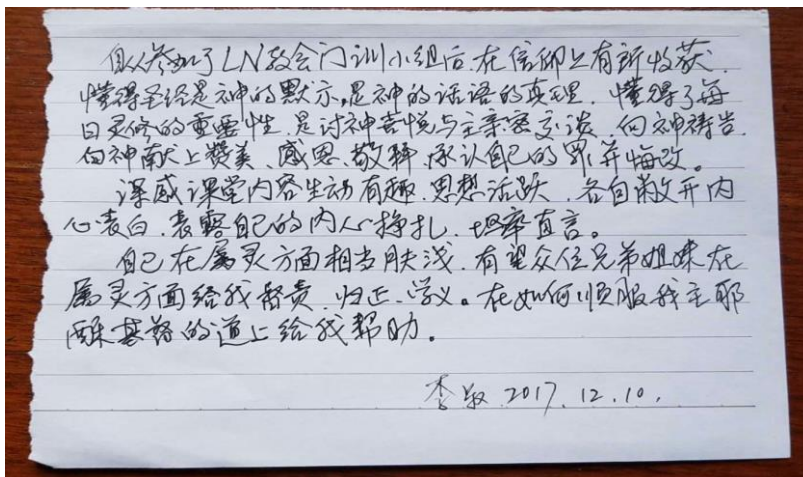 自从参加了LN教会门训小组后.在信仰上有新收获.
懂得圣经是神的默示,是神的话语的真理.懂得了每
日灵修的重要性.是讨神喜悦与主亲密交谈.向神祷告.
向神献上赞美、感恩、敬拜.承认自己的罪并悔改。
深感课堂内容生动有趣.思想活跃.各自敞开内
心表白.表露自己的内心挣扎.坦率直言。
自己在属灵方面相当肤浅.有望众位兄弟姐妹在
属灵方面给我督责.归正.学义。在如何顺服我主耶
稣基督的道上给我帮助。
李 2017.12.10.